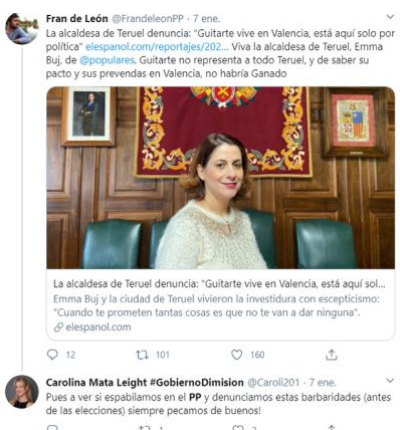 Fran de León @FrandeleonPP · 7 ene.
La alcaldesa de Teruel denuncia: "Guitarte vive en Valencia, está aquí solo por
política" elespanol.com/reportajes/202... Viva la alcaldesa de Teruel, Emma
Buj, de @populares. Guitarte no representa a todo Teruel, y de saber su
pacto y sus prevendas en Valencia, no habría Ganado
La alcaldesa de Teruel denuncia: "Guitarte vive en Valencia, está aquí sol...
Emma Buj y la ciudad de Teruel vivieron la investidura con escepticismo:
"Cuando te prometen tantas cosas es que no te van a dar ninguna".
elespanol.com
12 101 160
Carolina Mata Leight #GobiernoDimision @Caroli201 · 7 ene.
Pues a ver si espabilamos en el PP y denunciamos estas barbaridades (antes
de las elecciones) siempre pecamos de buenos!